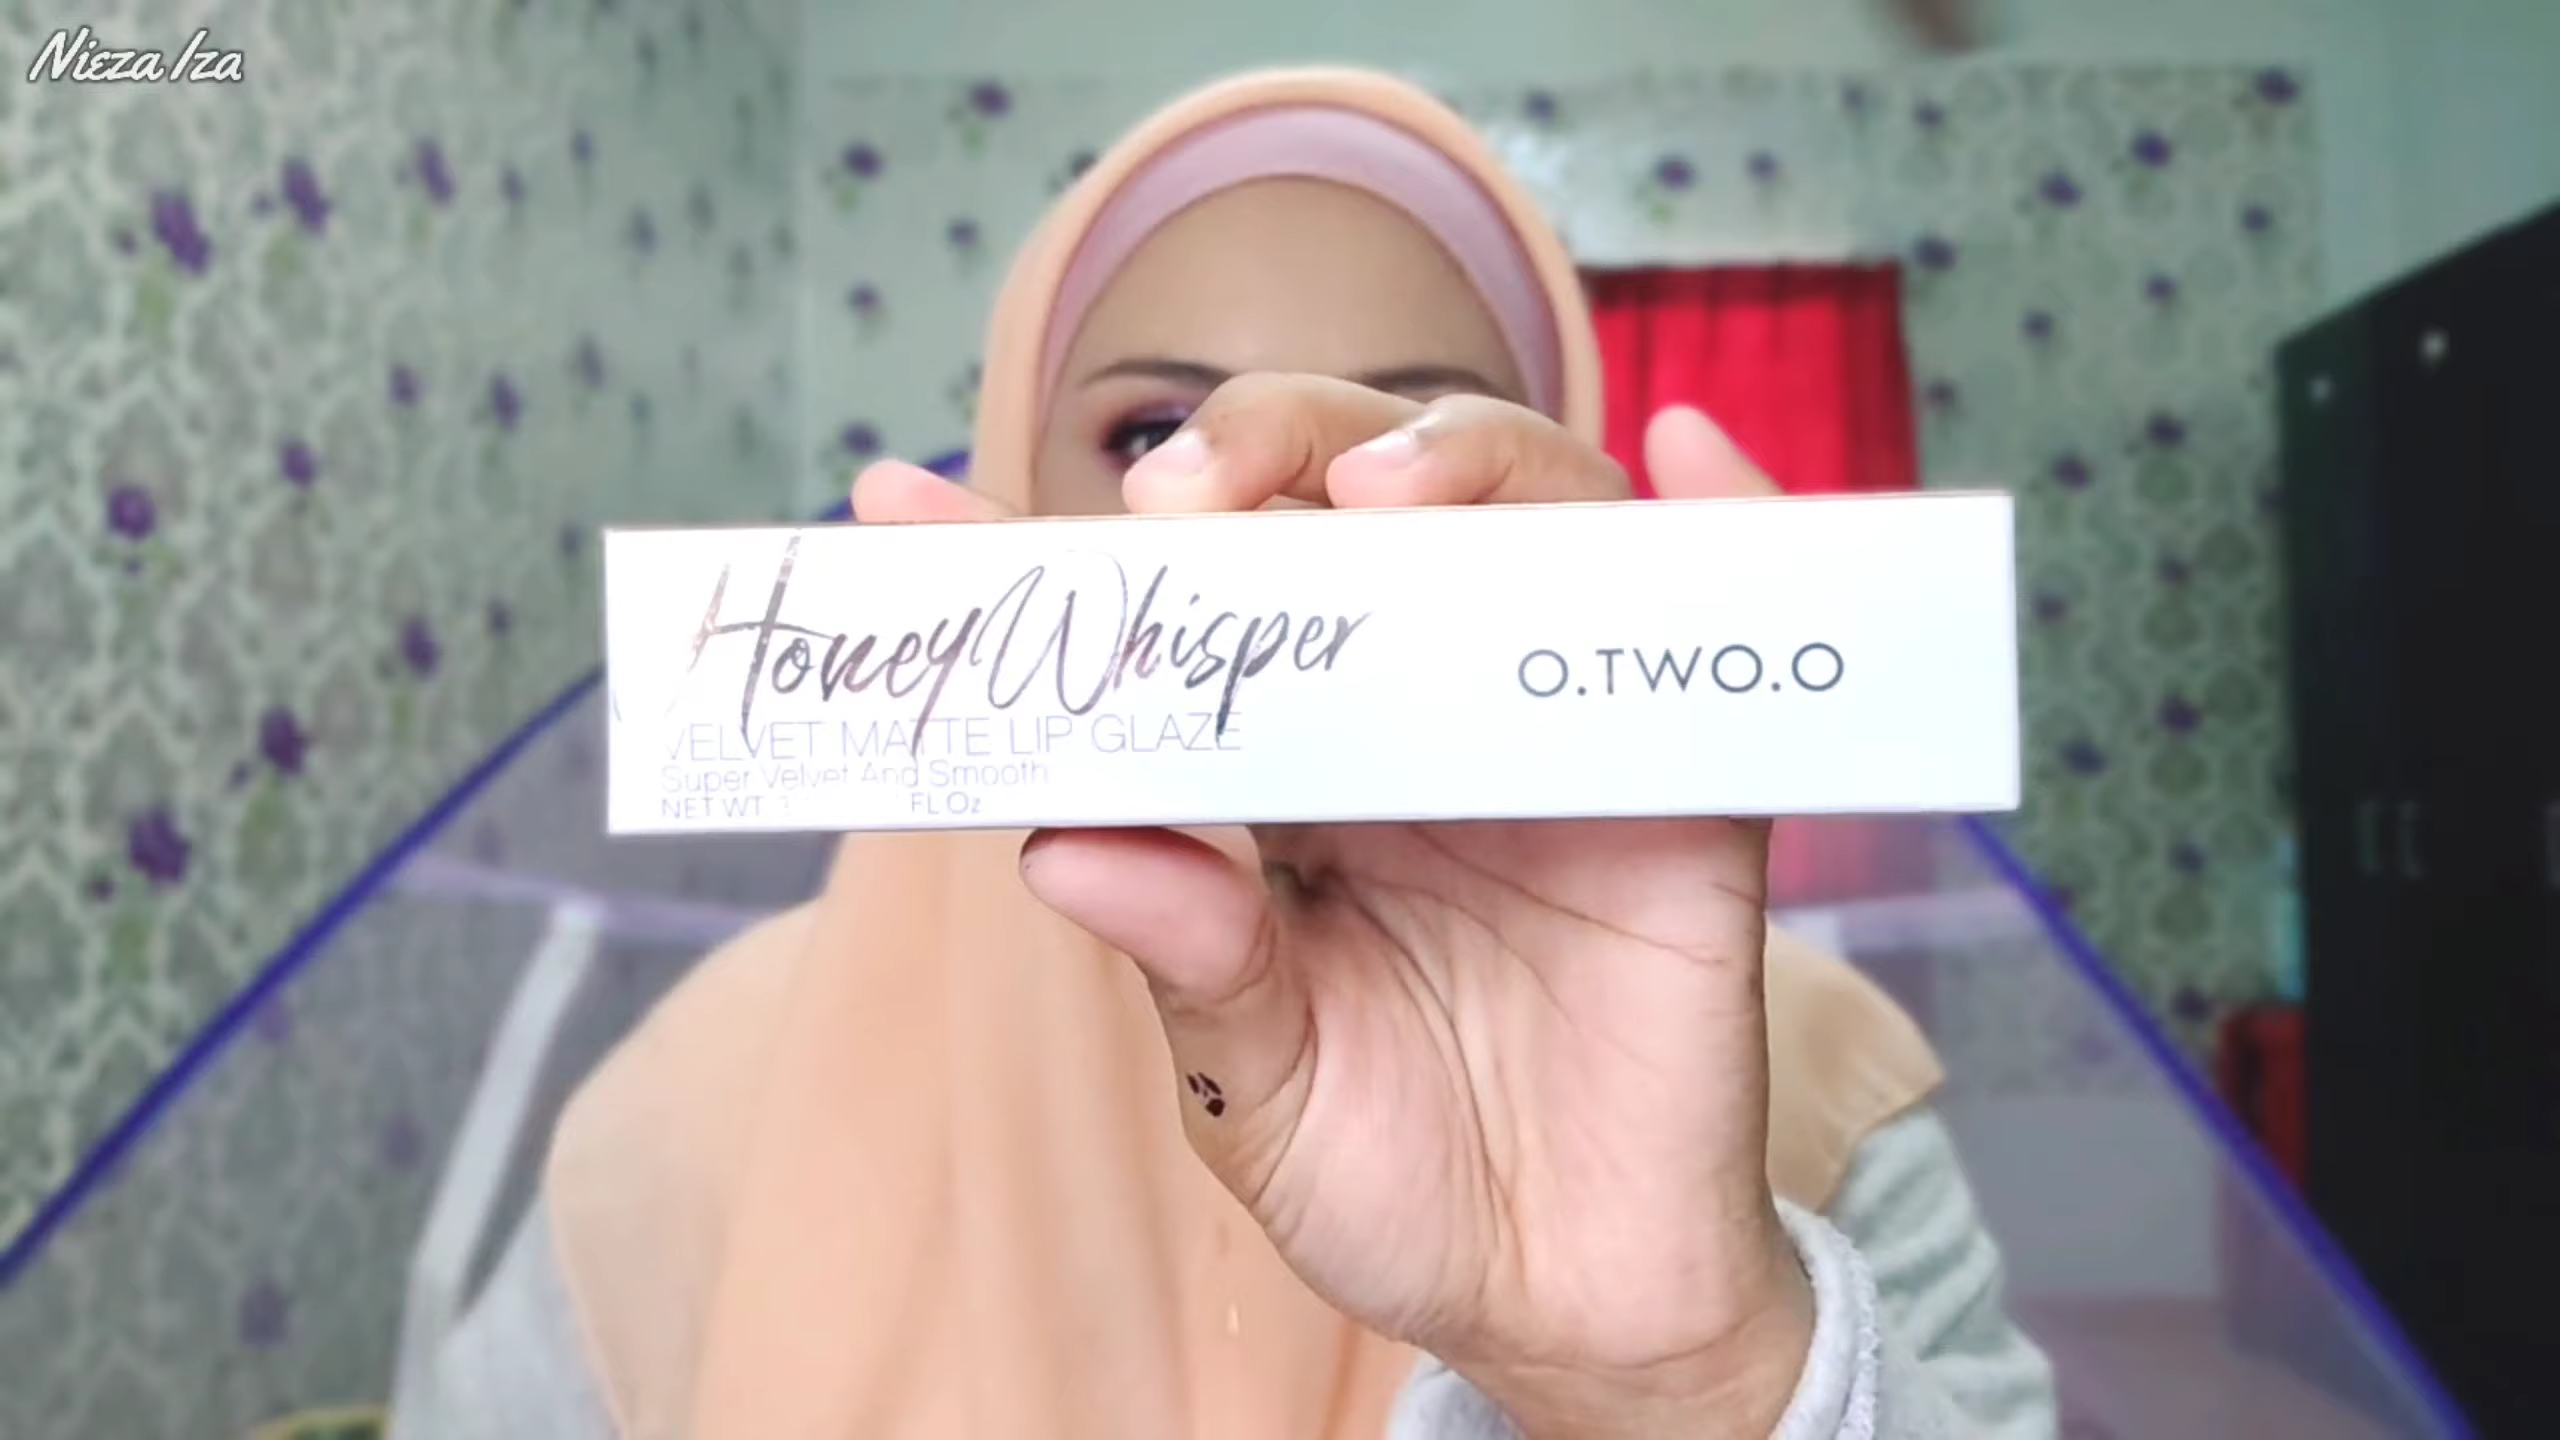 Nieza Iza
Honey Whisper
O.TWO.O
VELVET MATTE LIP GLAZE
Super Velvet And Smooth
NET WT FL Oz